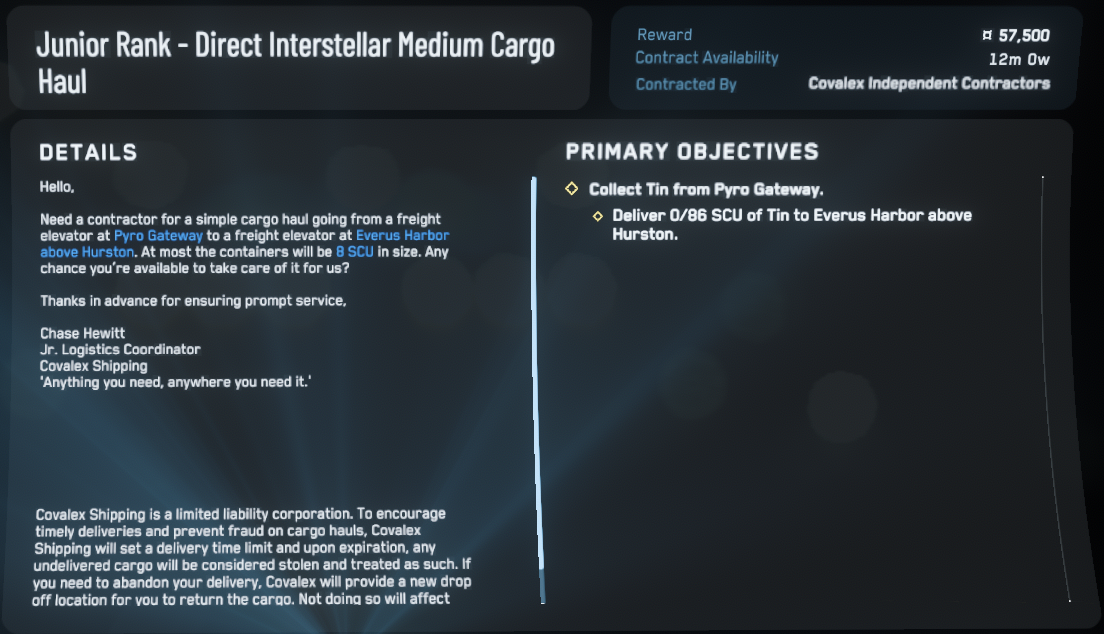 Junior Rank - Direct Interstellar Medium Cargo
Haul
Reward
¤ 57,500
Contract Availability
12m 0w
Contracted By
Covalex Independent Contractors
DETAILS
Hello,
Need a contractor for a simple cargo haul going from a freight
elevator at Pyro Gateway to a freight elevator at Everus Harbor
above Hurston. At most the containers will be 8 SCU in size. Any
chance you're available to take care of it for us?
Thanks in advance for ensuring prompt service,
Chase Hewitt
Jr. Logistics Coordinator
Covalex Shipping
'Anything you need, anywhere you need it.'
Covalex Shipping is a limited liability corporation. To encourage
timely deliveries and prevent fraud on cargo hauls, Covalex
Shipping will set a delivery time limit and upon expiration, any
undelivered cargo will be considered stolen and treated as such. If
you need to abandon your delivery, Covalex will provide a new drop
off location for you to return the cargo. Not doing so will affect
PRIMARY OBJECTIVES
Collect Tin from Pyro Gateway.
Deliver 0/86 SCU of Tin to Everus Harbor above
Hurston.